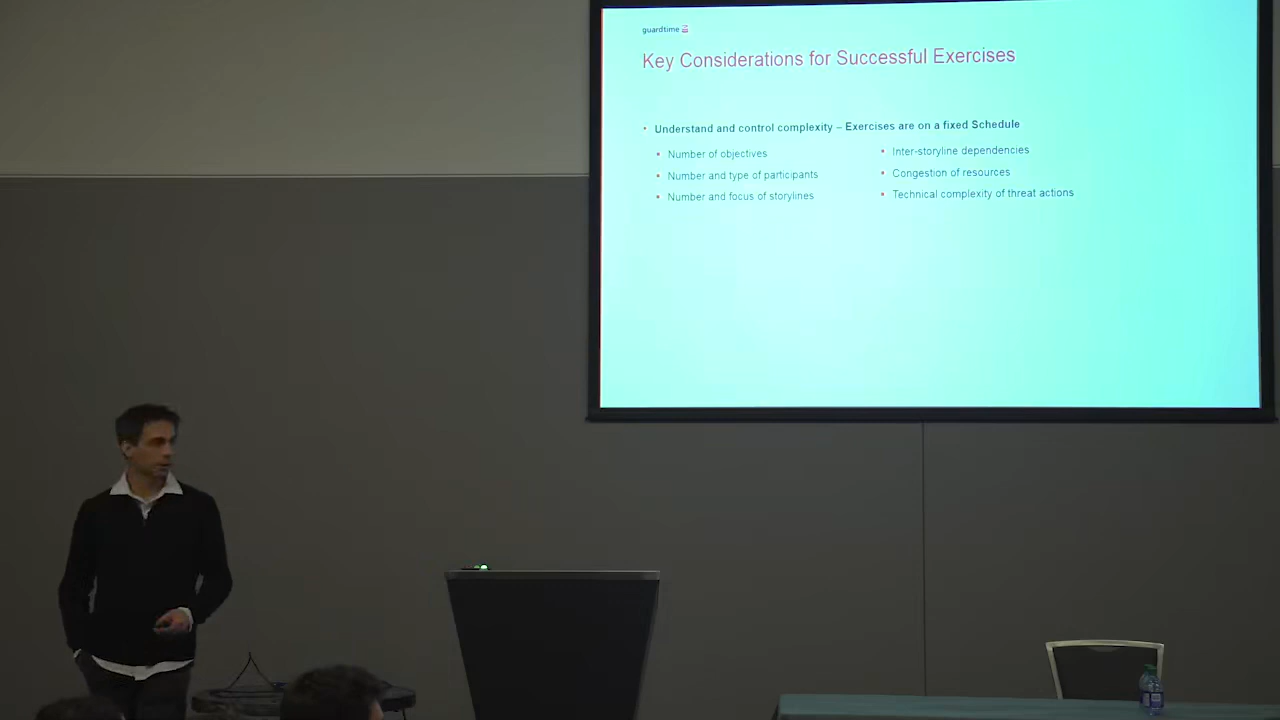 guardtime
Key Considerations for Successful Exercises
• Understand and control complexity – Exercises are on a fixed Schedule
• Number of objectives
• Number and type of participants
• Number and focus of storylines
• Inter-storyline dependencies
• Congestion of resources
• Technical complexity of threat actions